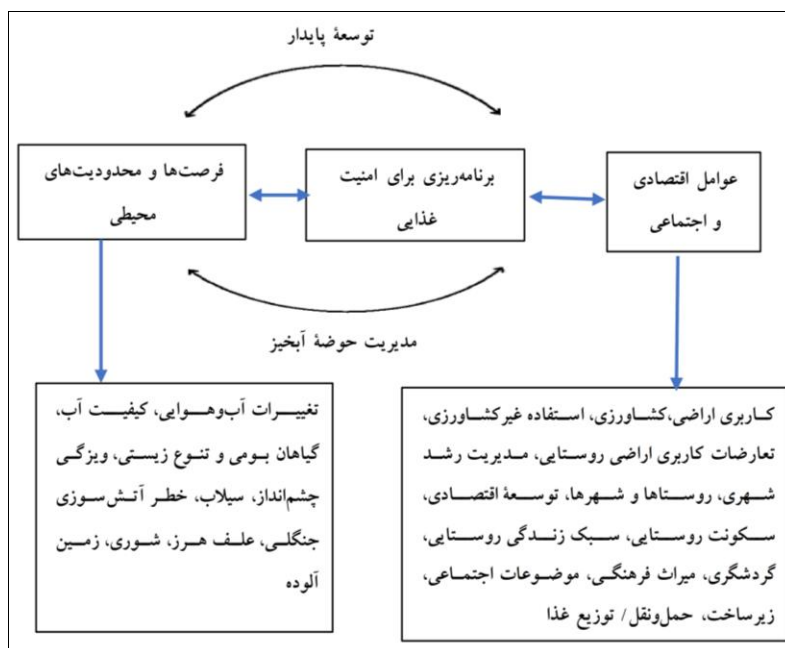 توسعهٔ پایدار
عوامل اقتصادی
و اجتماعی
برنامه‌ریزی برای امنیت
غذایی
فرصت‌ها و محدودیت‌های
محیطی
مدیریت حوضهٔ آبخیز
کاربری اراضی،کشاورزی، استفاده غیرکشاورزی،
تعارضات کاربری اراضی روستایی، مدیریت رشد
شهری، روستاها و شهرها، توسعهٔ اقتصادی،
سکونت روستایی، سبک زندگی روستایی،
گردشگری، میراث فرهنگی، موضوعات اجتماعی،
زیرساخت، حمل‌ونقل/ توزیع غذا
تغییرات آب‌وهوایی، کیفیت آب،
گیاهان بومی و تنوع زیستی، ویژگی
چشم‌انداز، سیلاب، خطر آتش‌سوزی
جنگلی، علف هرز، شوری، زمین
آلوده